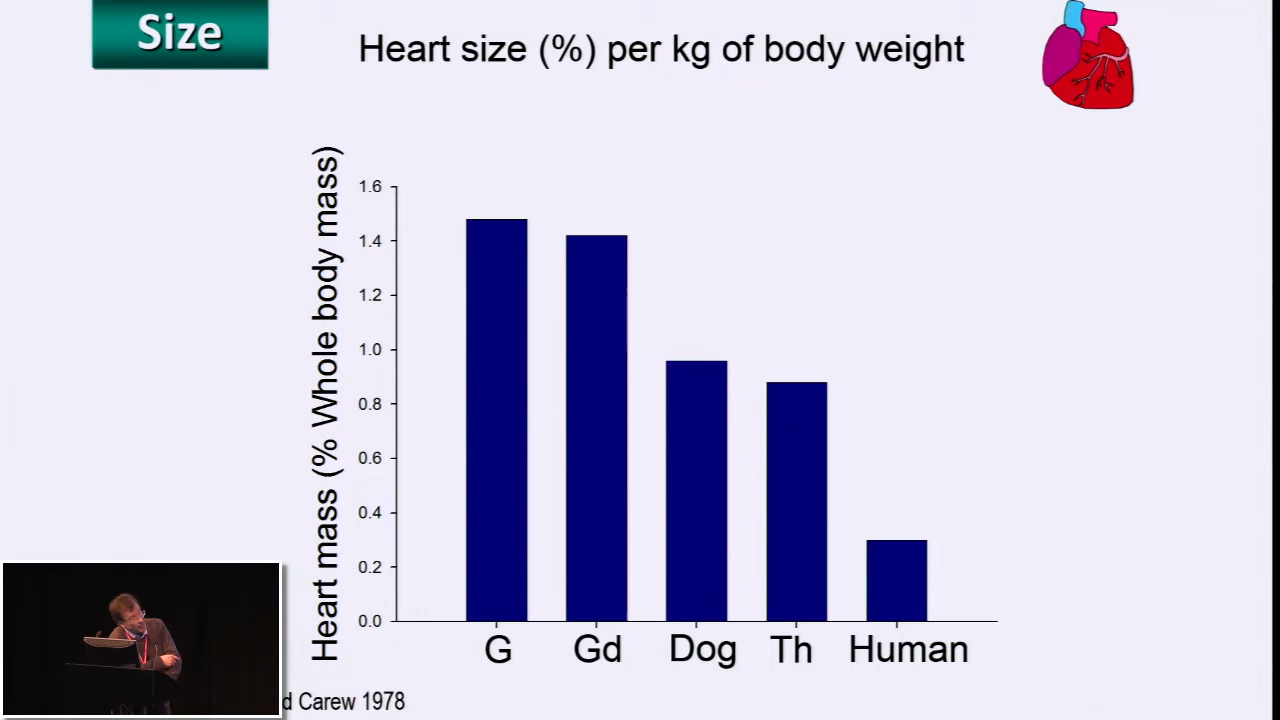 Size
Heart size (%) per kg of body weight
Heart mass (% Whole body mass)
1.6
1.4
1.2
1.0
0.8
0.6
0.4
0.2
0.0
G Gd Dog Th Human
Carew 1978